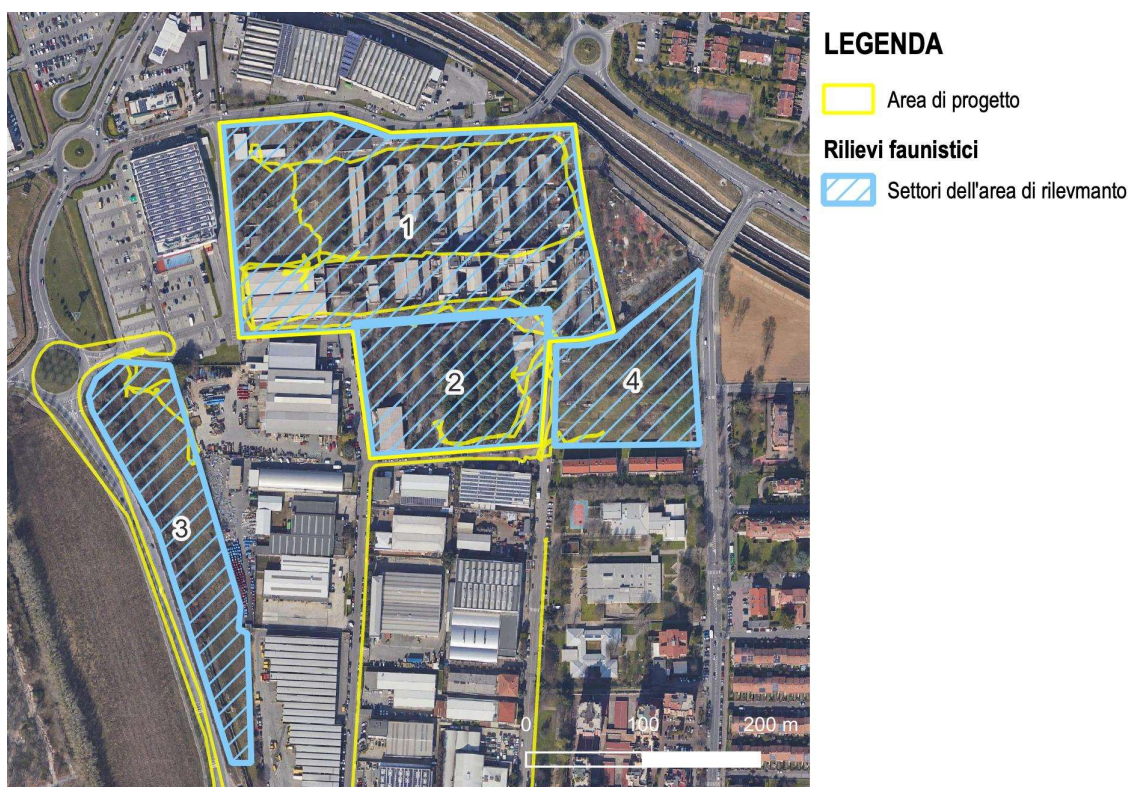 LEGENDA
Area di progetto
Rilievi faunistici
Settori dell'area di rilevmanto
1
2
4
3
0 100 200 m